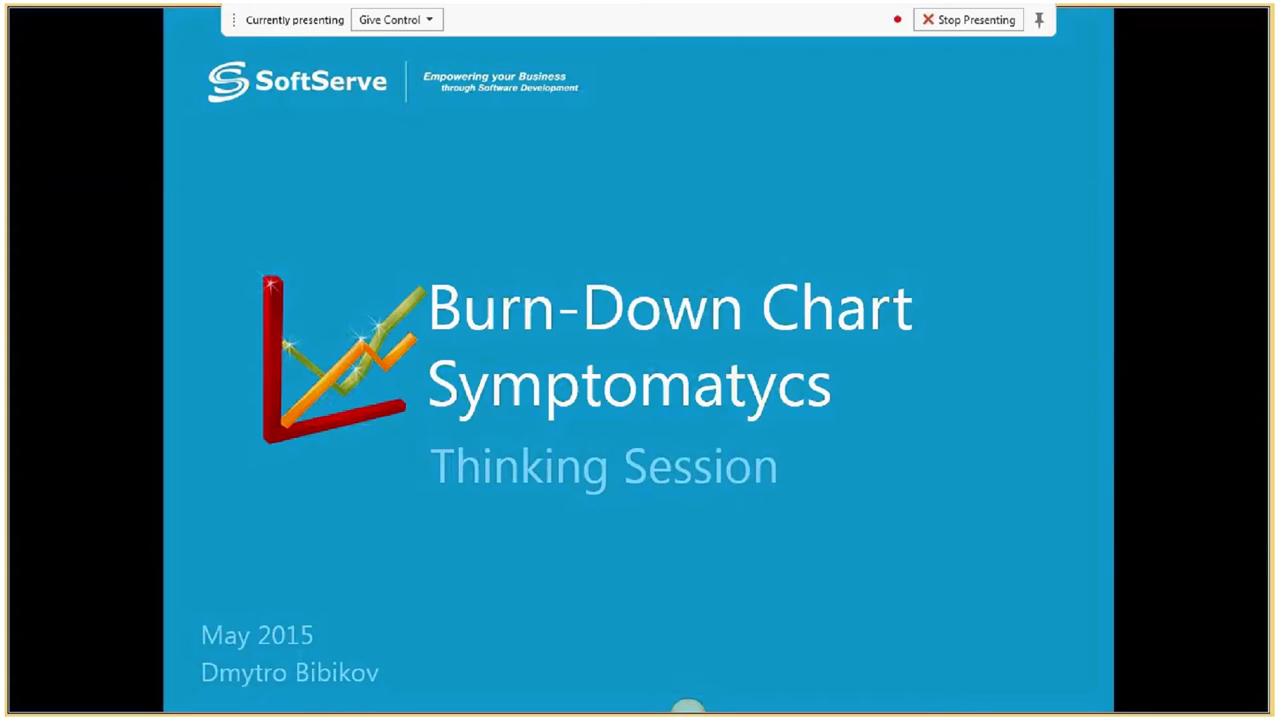 Currently presenting Give Control Stop Presenting
SoftServe Empowering your Business
through Software Development
Burn-Down Chart
Symptomatycs
Thinking Session
May 2015
Dmytro Bibikov